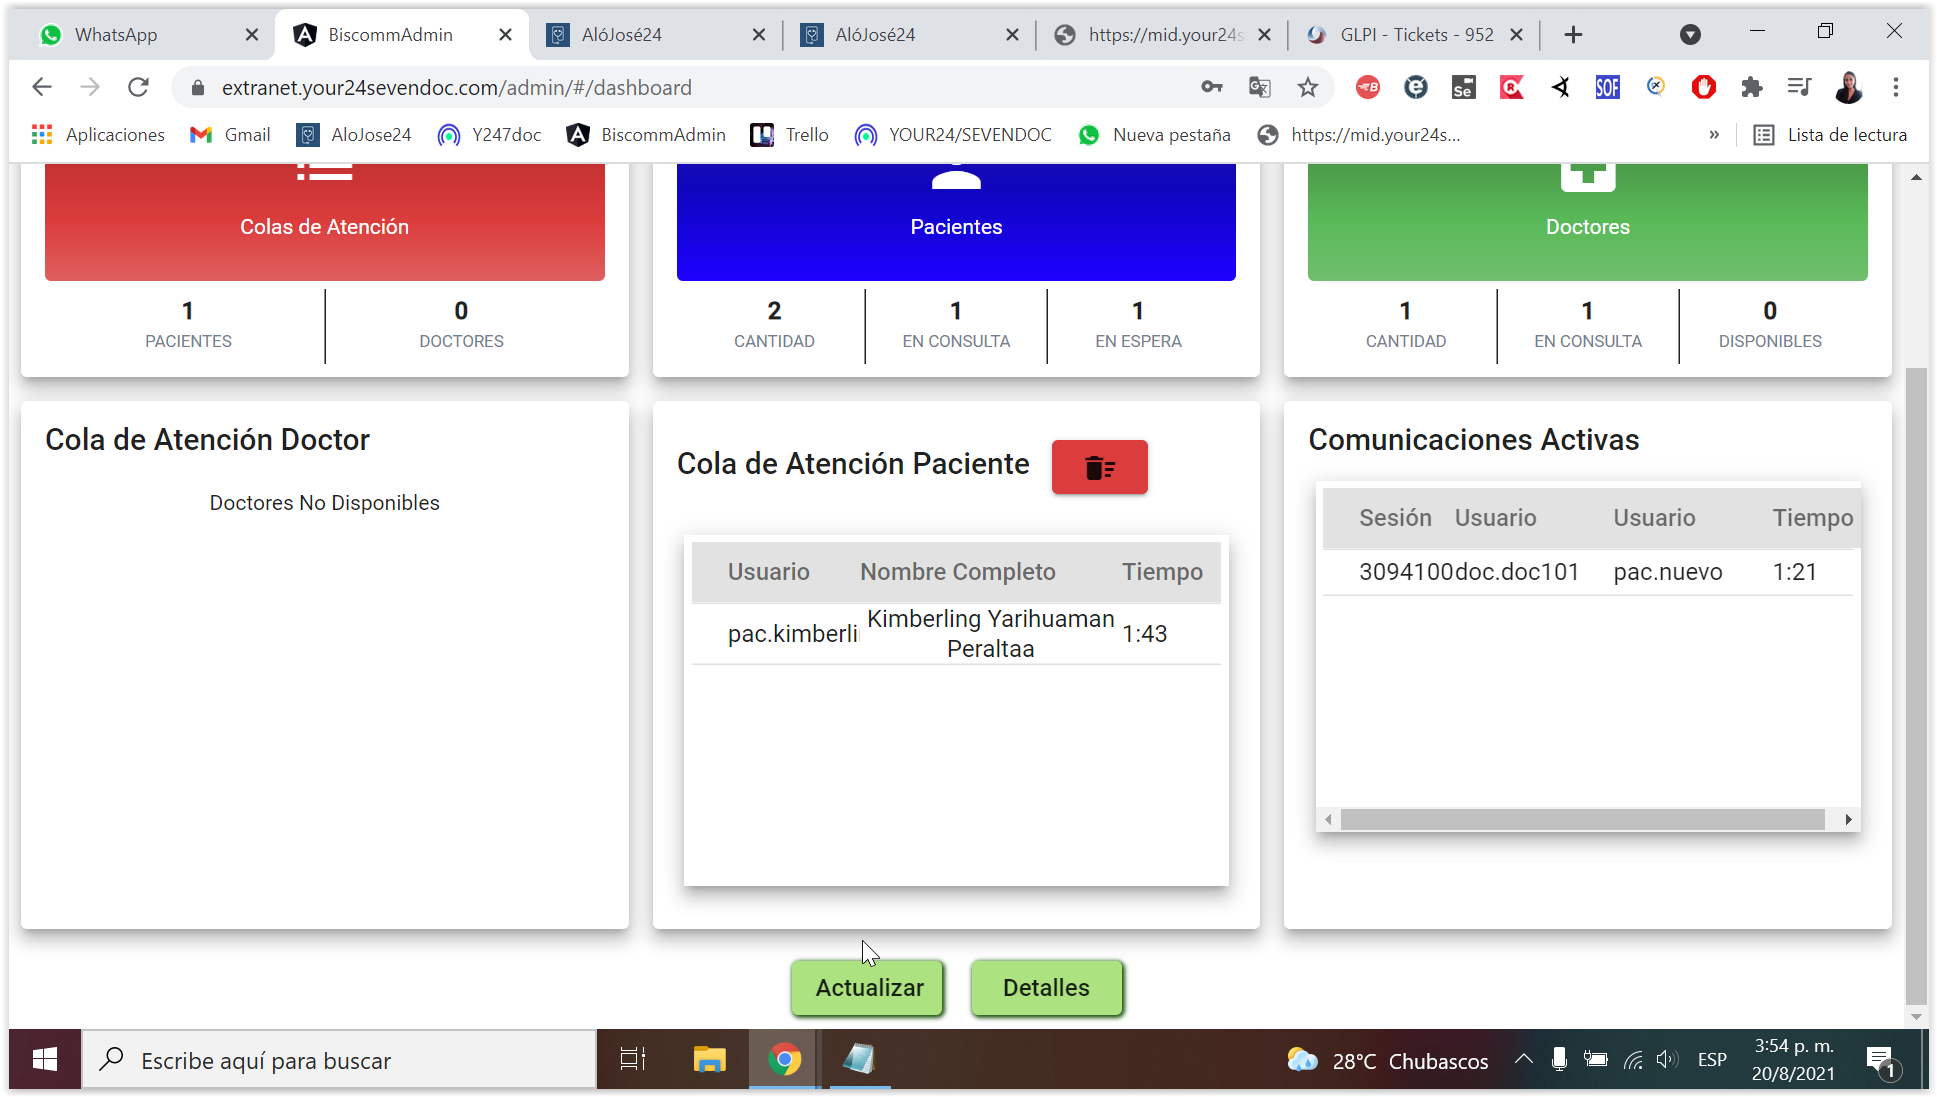 WhatsApp
BiscommAdmin
AlóJosé24
AlóJosé24
https://mid.your24s
GLPI - Tickets - 952
extranet.your24sevendoc.com/admin/#/dashboard
Se
SOF
Aplicaciones
Gmail
AloJose24
Y247doc
BiscommAdmin
Trello
YOUR24/SEVENDOC
Nueva pestaña
https://mid.your24s...
»
Lista de lectura
Colas de Atención
1
PACIENTES
0
DOCTORES
Pacientes
2
CANTIDAD
1
EN CONSULTA
1
EN ESPERA
Doctores
1
CANTIDAD
1
EN CONSULTA
0
DISPONIBLES
Cola de Atención Doctor
Doctores No Disponibles
Cola de Atención Paciente
Usuario Nombre Completo Tiempo
pac.kimberli Kimberling Yarihuaman Peraltaa 1:43
Comunicaciones Activas
Sesión Usuario Usuario Tiempo
3094100 doc.doc101 pac.nuevo 1:21
Actualizar
Detalles
Escribe aquí para buscar
28°C Chubascos
ESP
3:54 p. m.
20/8/2021
1